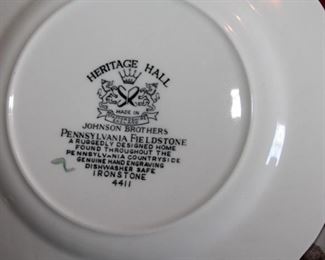 HERITAGE HALL
MADE IN
ENGLAND
JOHNSON BROTHERS
PENNSYLVANIA FIELDSTONE
A RUGGEDLY DESIGNED HOME
FOUND THROUGHOUT THE
PENNSYLVANIA COUNTRYSIDE
GENUINE HAND ENGRAVING
DISHWASHER SAFE
IRONSTONE
4411